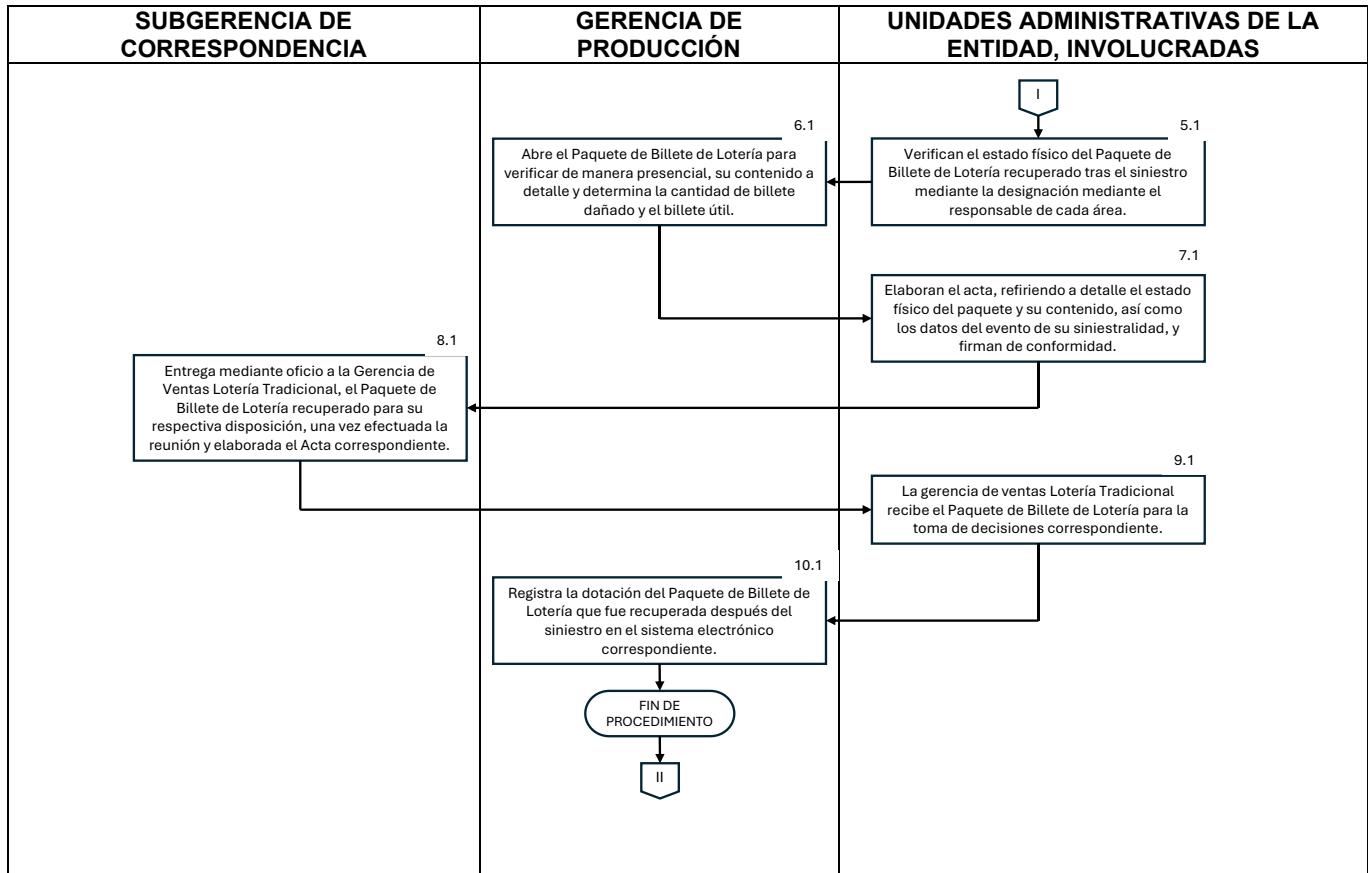 SUBGERENCIA DE
CORRESPONDENCIA
GERENCIA DE
PRODUCCIÓN
UNIDADES ADMINISTRATIVAS DE LA
ENTIDAD, INVOLUCRADAS
I
5.1
Verifican el estado físico del Paquete de
Billete de Lotería recuperado tras el siniestro
mediante la designación mediante el
responsable de cada área.
6.1
Abre el Paquete de Billete de Lotería para
verificar de manera presencial, su contenido a
detalle y determina la cantidad de billete
dañado y el billete útil.
7.1
Elaboran el acta, refiriendo a detalle el estado
físico del paquete y su contenido, así como
los datos del evento de su siniestralidad, y
firman de conformidad.
8.1
Entrega mediante oficio a la Gerencia de
Ventas Lotería Tradicional, el Paquete de
Billete de Lotería recuperado para su
respectiva disposición, una vez efectuada la
reunión y elaborada el Acta correspondiente.
9.1
La gerencia de ventas Lotería Tradicional
recibe el Paquete de Billete de Lotería para la
toma de decisiones correspondiente.
10.1
Registra la dotación del Paquete de Billete de
Lotería que fue recuperada después del
siniestro en el sistema electrónico
correspondiente.
FIN DE
PROCEDIMIENTO
II